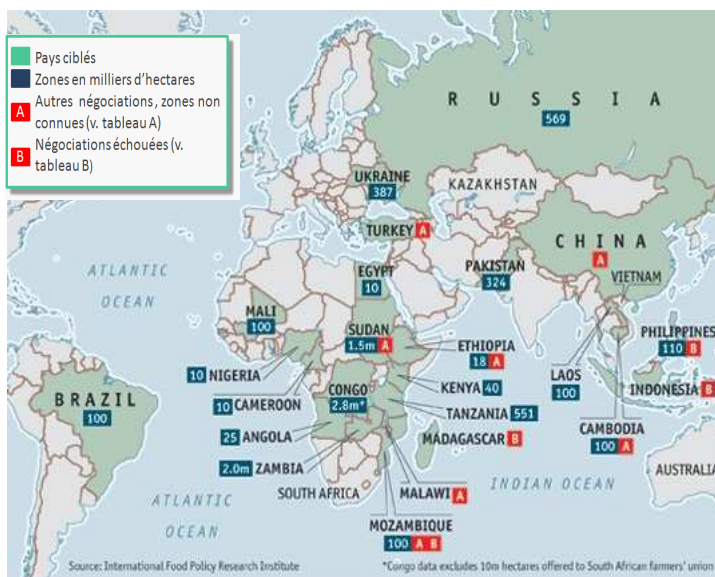 Pays ciblés
Zones en milliers d'hectares
A Autres négociations, zones non
connues (v. tableau A)
B Négociations échouées (v.
tableau B)
RUSSIA
569
UKRAINE
387
KAZAKHSTAN
TURKEY A
CHINA
A
ATLANTIC
OCEAN
EGYPT
10
PAKISTAN
324
VIETNAM
MALI
100
SUDAN
1.5m A
ETHIOPIA
18 A
PHILIPPINES
110 B
10 NIGERIA
CONGO
2.8m*
KENYA 40
LAOS
100
INDONESIA B
BRAZIL
100
10 CAMEROON
TANZANIA 551
25 ANGOLA
MADAGASCAR B
CAMBODIA
100 A
2.0m ZAMBIA
AUSTRALIA
ATLANTIC
OCEAN
SOUTH AFRICA
MALAWI A
INDIAN OCEAN
MOZAMBIQUE
100 A B
Source: International Food Policy Research Institute
*Congo data excludes 10m hectares offered to South African farmers' union